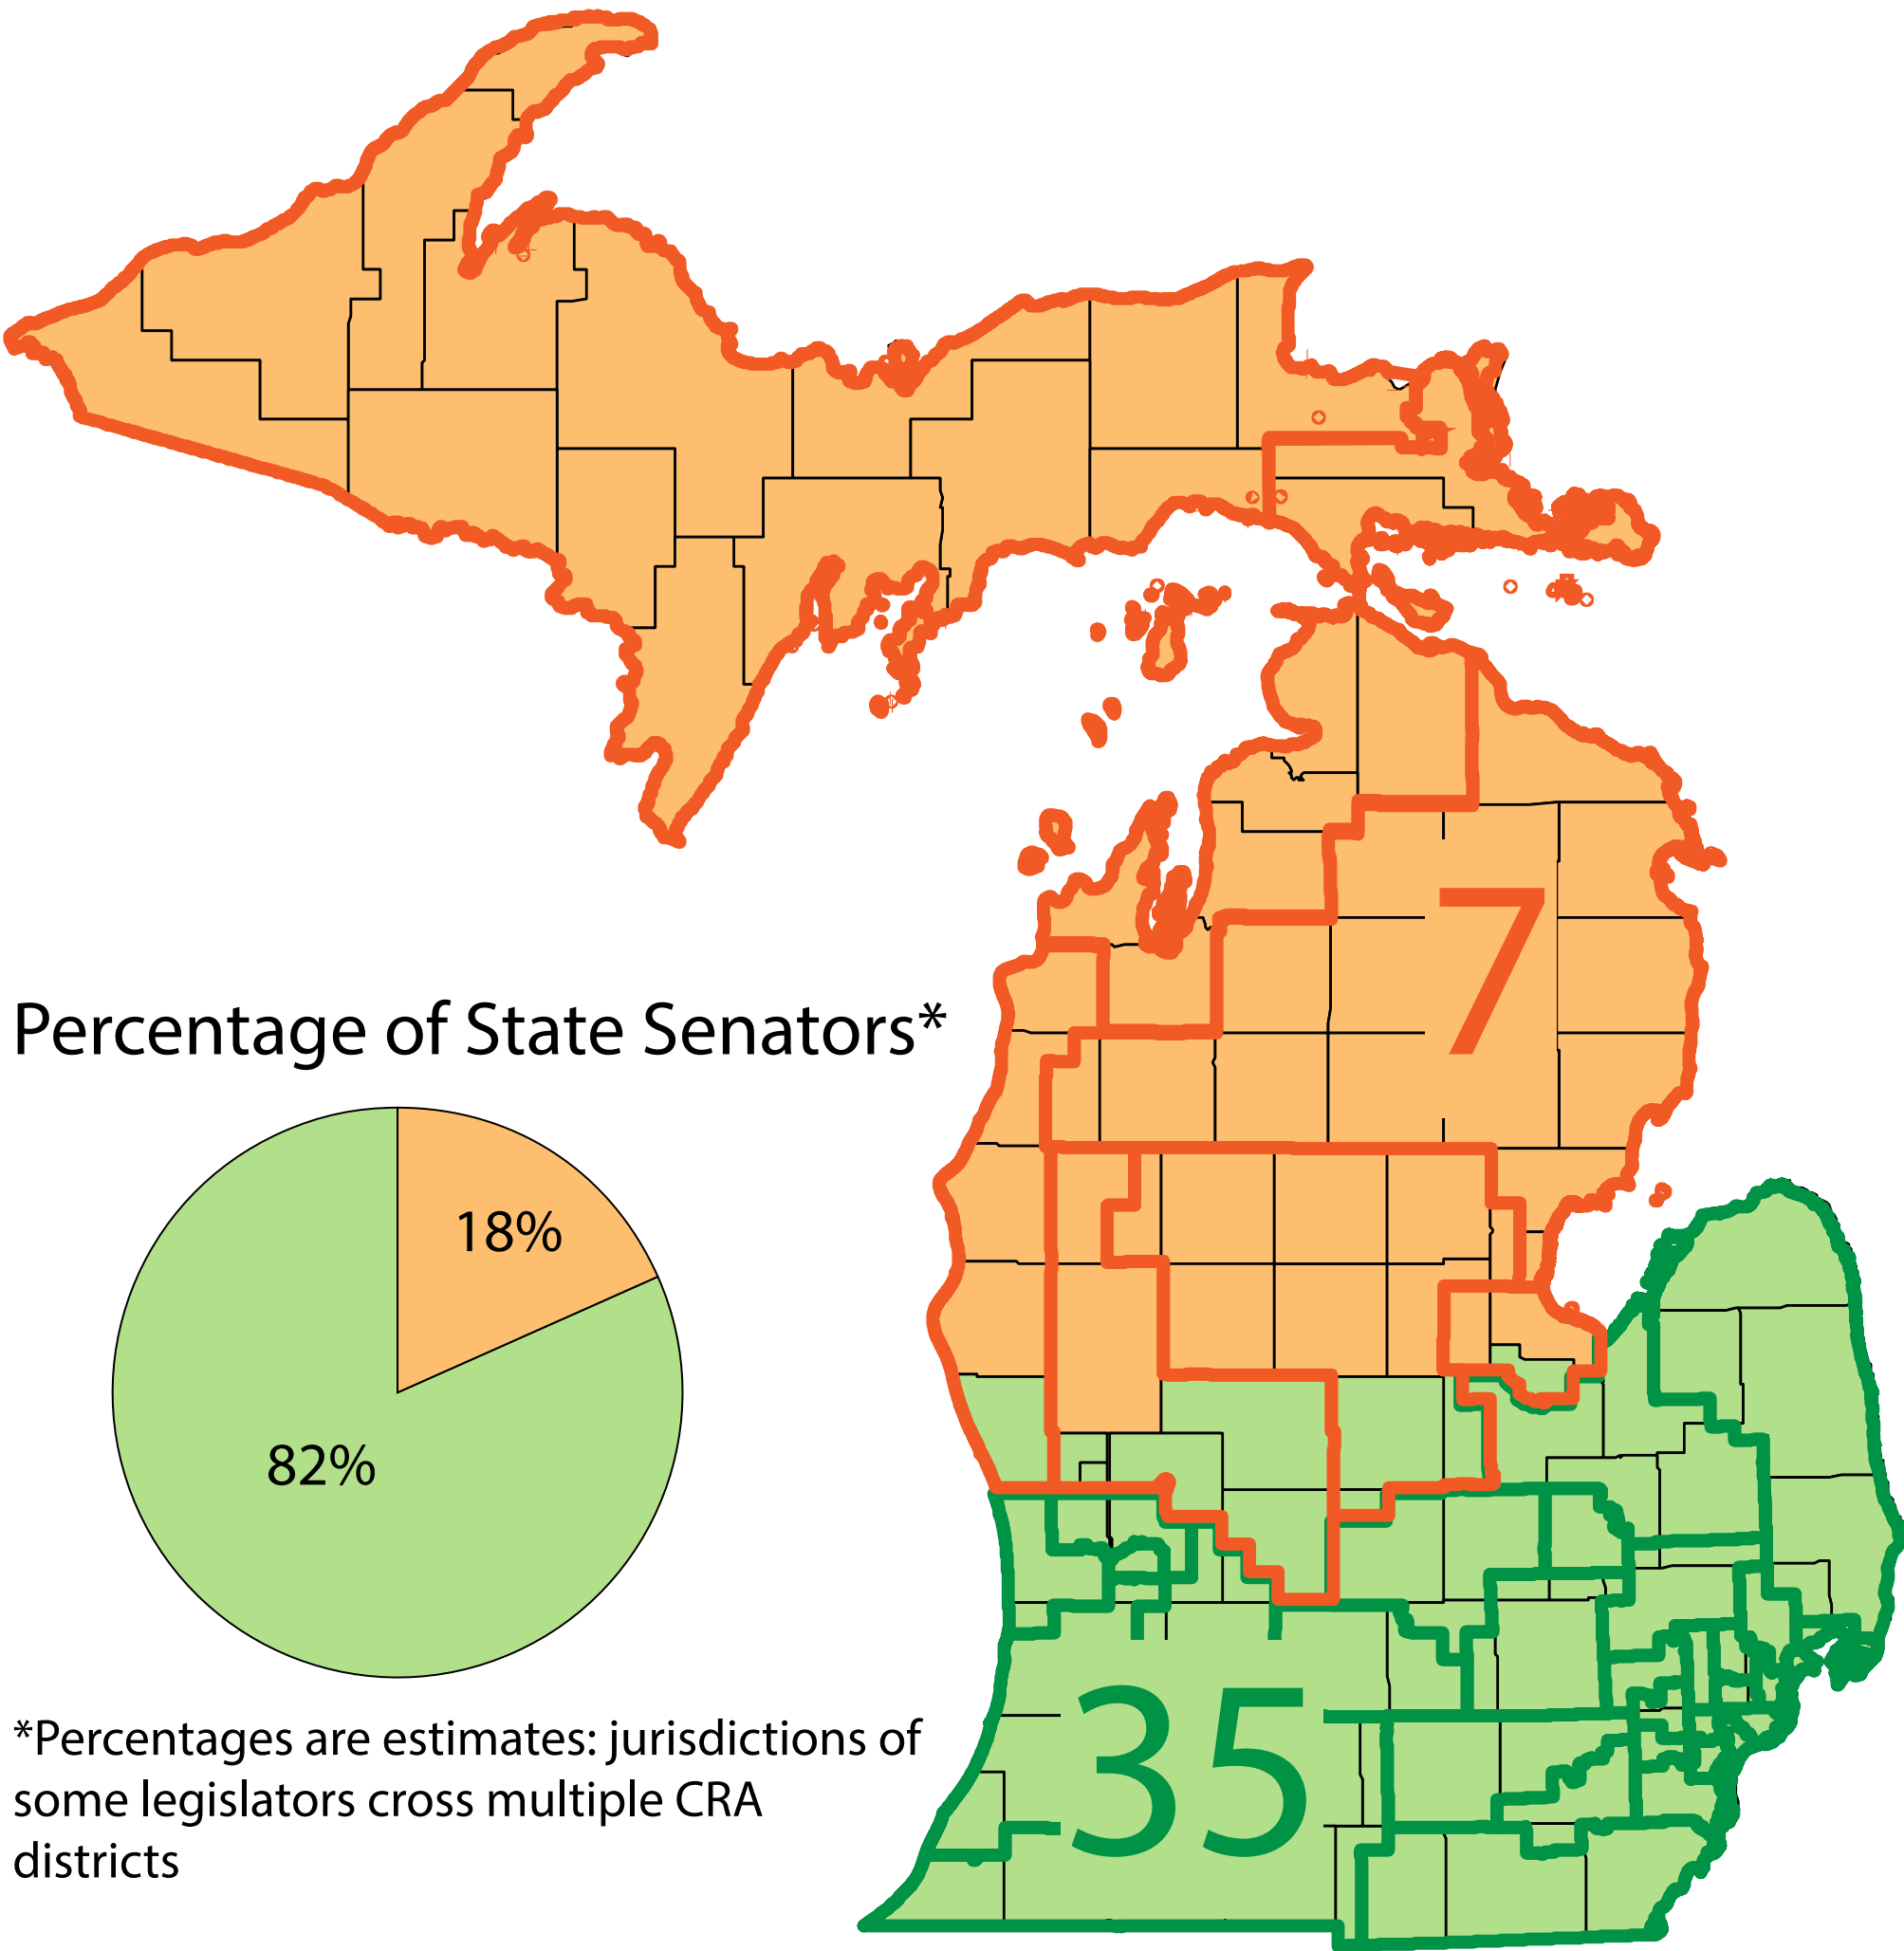 7
Percentage of State Senators*
18%
82%
35
*Percentages are estimates: jurisdictions of
some legislators cross multiple CRA
districts